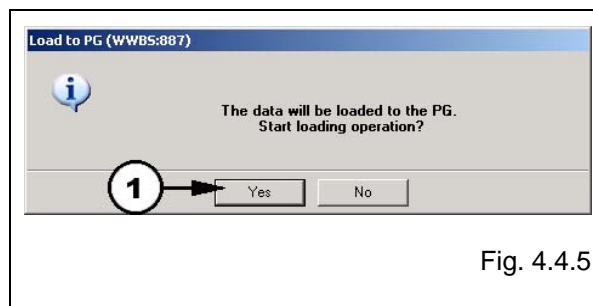 Load to PG (WWBS:887)
The data will be loaded to the PG.
Start loading operation?
1
Yes
No
Fig. 4.4.5